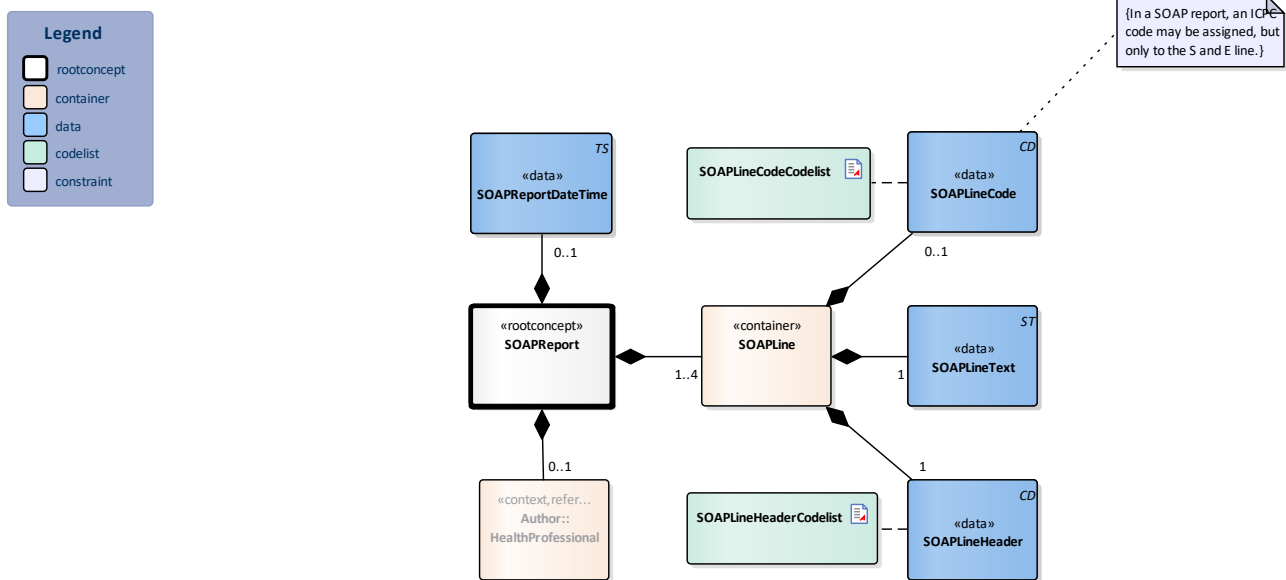 {In a SOAP report, an ICPC
code may be assigned, but
only to the S and E line.}
Legend
rootconcept
container
data
codelist
constraint
TS
«data»
SOAPReportDateTime
SOAPLineCodeCodelist
CD
«data»
SOAPLineCode
0..1
0..1
«rootconcept»
SOAPReport
«container»
SOAPLine
ST
«data»
SOAPLineText
1..4
1
0..1
1
«context,refer...
Author::
HealthProfessional
SOAPLineHeaderCodelist
CD
«data»
SOAPLineHeader